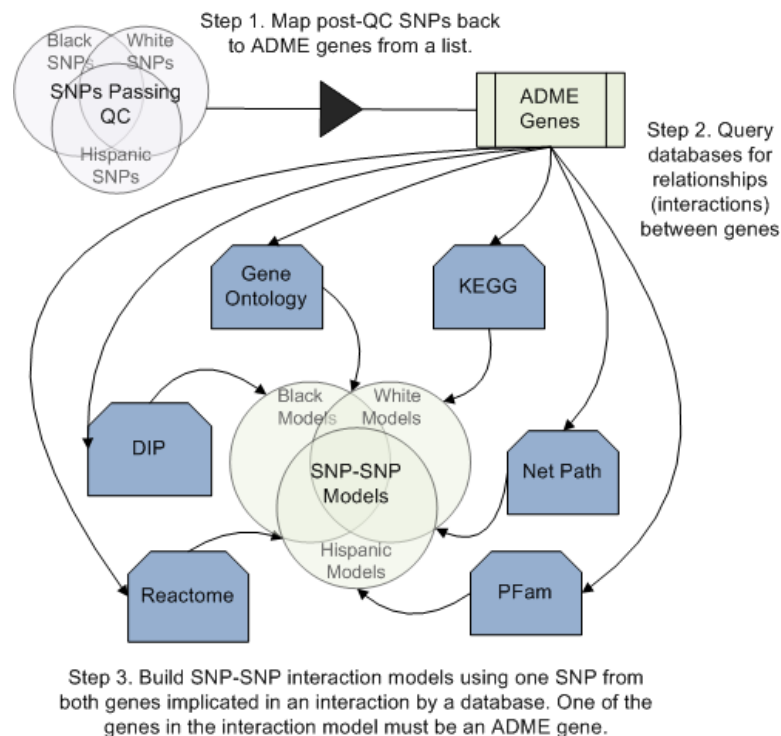 Step 1. Map post-QC SNPs back
to ADME genes from a list.
Black
SNPs
White
SNPs
SNPs Passing
QC
Hispanic
SNPs
ADME
Genes
Step 2. Query
databases for
relationships
(interactions)
between genes
Gene
Ontology
KEGG
Black
Models
White
Models
DIP
SNP-SNP
Models
Net Path
Hispanic
Models
Reactome
PFam
Step 3. Build SNP-SNP interaction models using one SNP from
both genes implicated in an interaction by a database. One of the
genes in the interaction model must be an ADME gene.